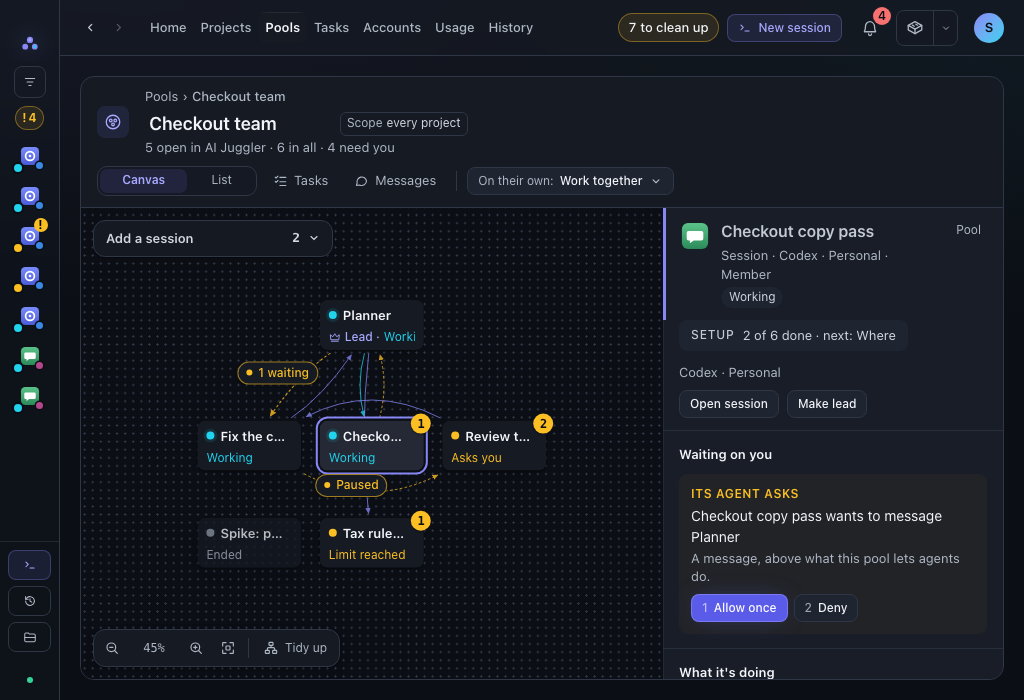 Home Projects Pools Tasks Accounts Usage History
7 to clean up
New session
4
S
! 4
!
Pools › Checkout team
Checkout team
Scope every project
5 open in AI Juggler · 6 in all · 4 need you
Canvas
List
Tasks
Messages
On their own: Work together
Add a session 2
Planner
Lead · Worki
1 waiting
1
2
Fix the c...
Working
Checko...
Working
Review t...
Asks you
Paused
1
Spike: p...
Ended
Tax rule...
Limit reached
45%
Tidy up
Checkout copy pass
Pool
Session · Codex · Personal ·
Member
Working
SETUP 2 of 6 done · next: Where
Codex · Personal
Open session
Make lead
Waiting on you
ITS AGENT ASKS
Checkout copy pass wants to message
Planner
A message, above what this pool lets agents
do.
1 Allow once
2 Deny
What it's doing